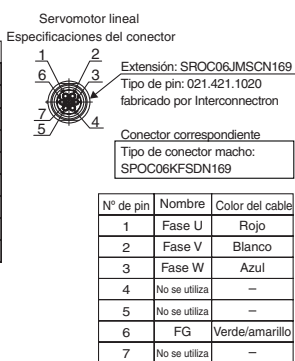 Servomotor lineal
Especificaciones del conector
1 2
6 3
7
5 4
Extensión: SROC06JMSCN169
Tipo de pin: 021.421.1020
fabricado por Interconnectron
Conector correspondiente
Tipo de conector macho:
SPOC06KFSDN169
Nº de pin Nombre Color del cable
1 Fase U Rojo
2 Fase V Blanco
3 Fase W Azul
4 No se utiliza –
5 No se utiliza –
6 FG Verde/amarillo
7 No se utiliza –